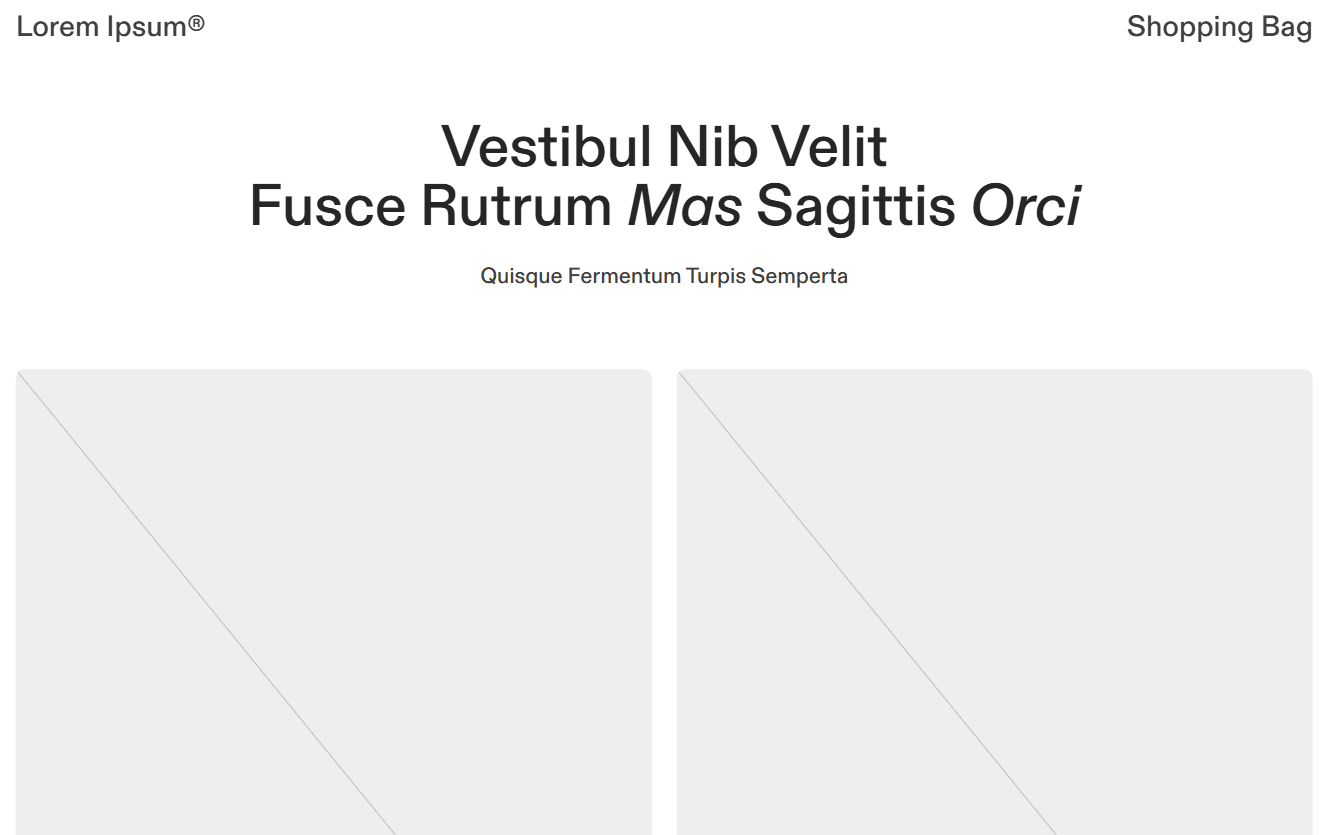 Lorem Ipsum®
Shopping Bag
Vestibul Nib Velit
Fusce Rutrum Mas Sagittis Orci
Quisque Fermentum Turpis Semperta